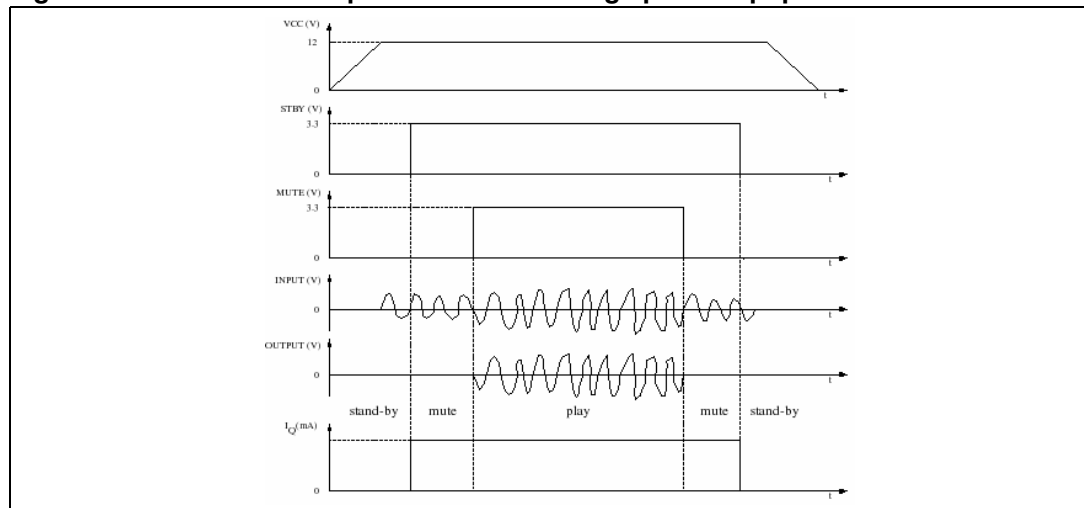 VCC (V)
12
0
t
STBY (V)
3.3
0
t
MUTE (V)
3.3
0
t
INPUT (V)
0
t
OUTPUT (V)
0
t
stand-by mute play mute stand-by
IQ(mA)
0
t